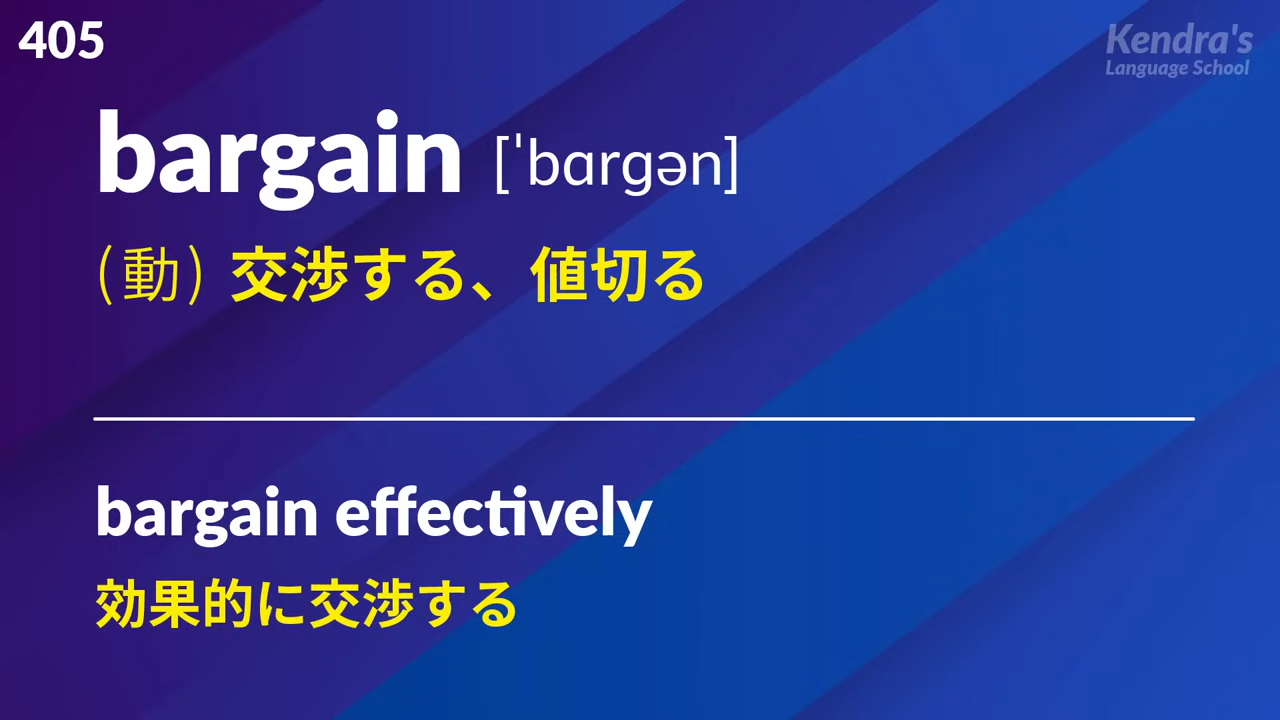 405
Kendra's
Language School
bargain [ˈbɑrgən]
(動) 交渉する、値切る
bargain effectively
効果的に交渉する